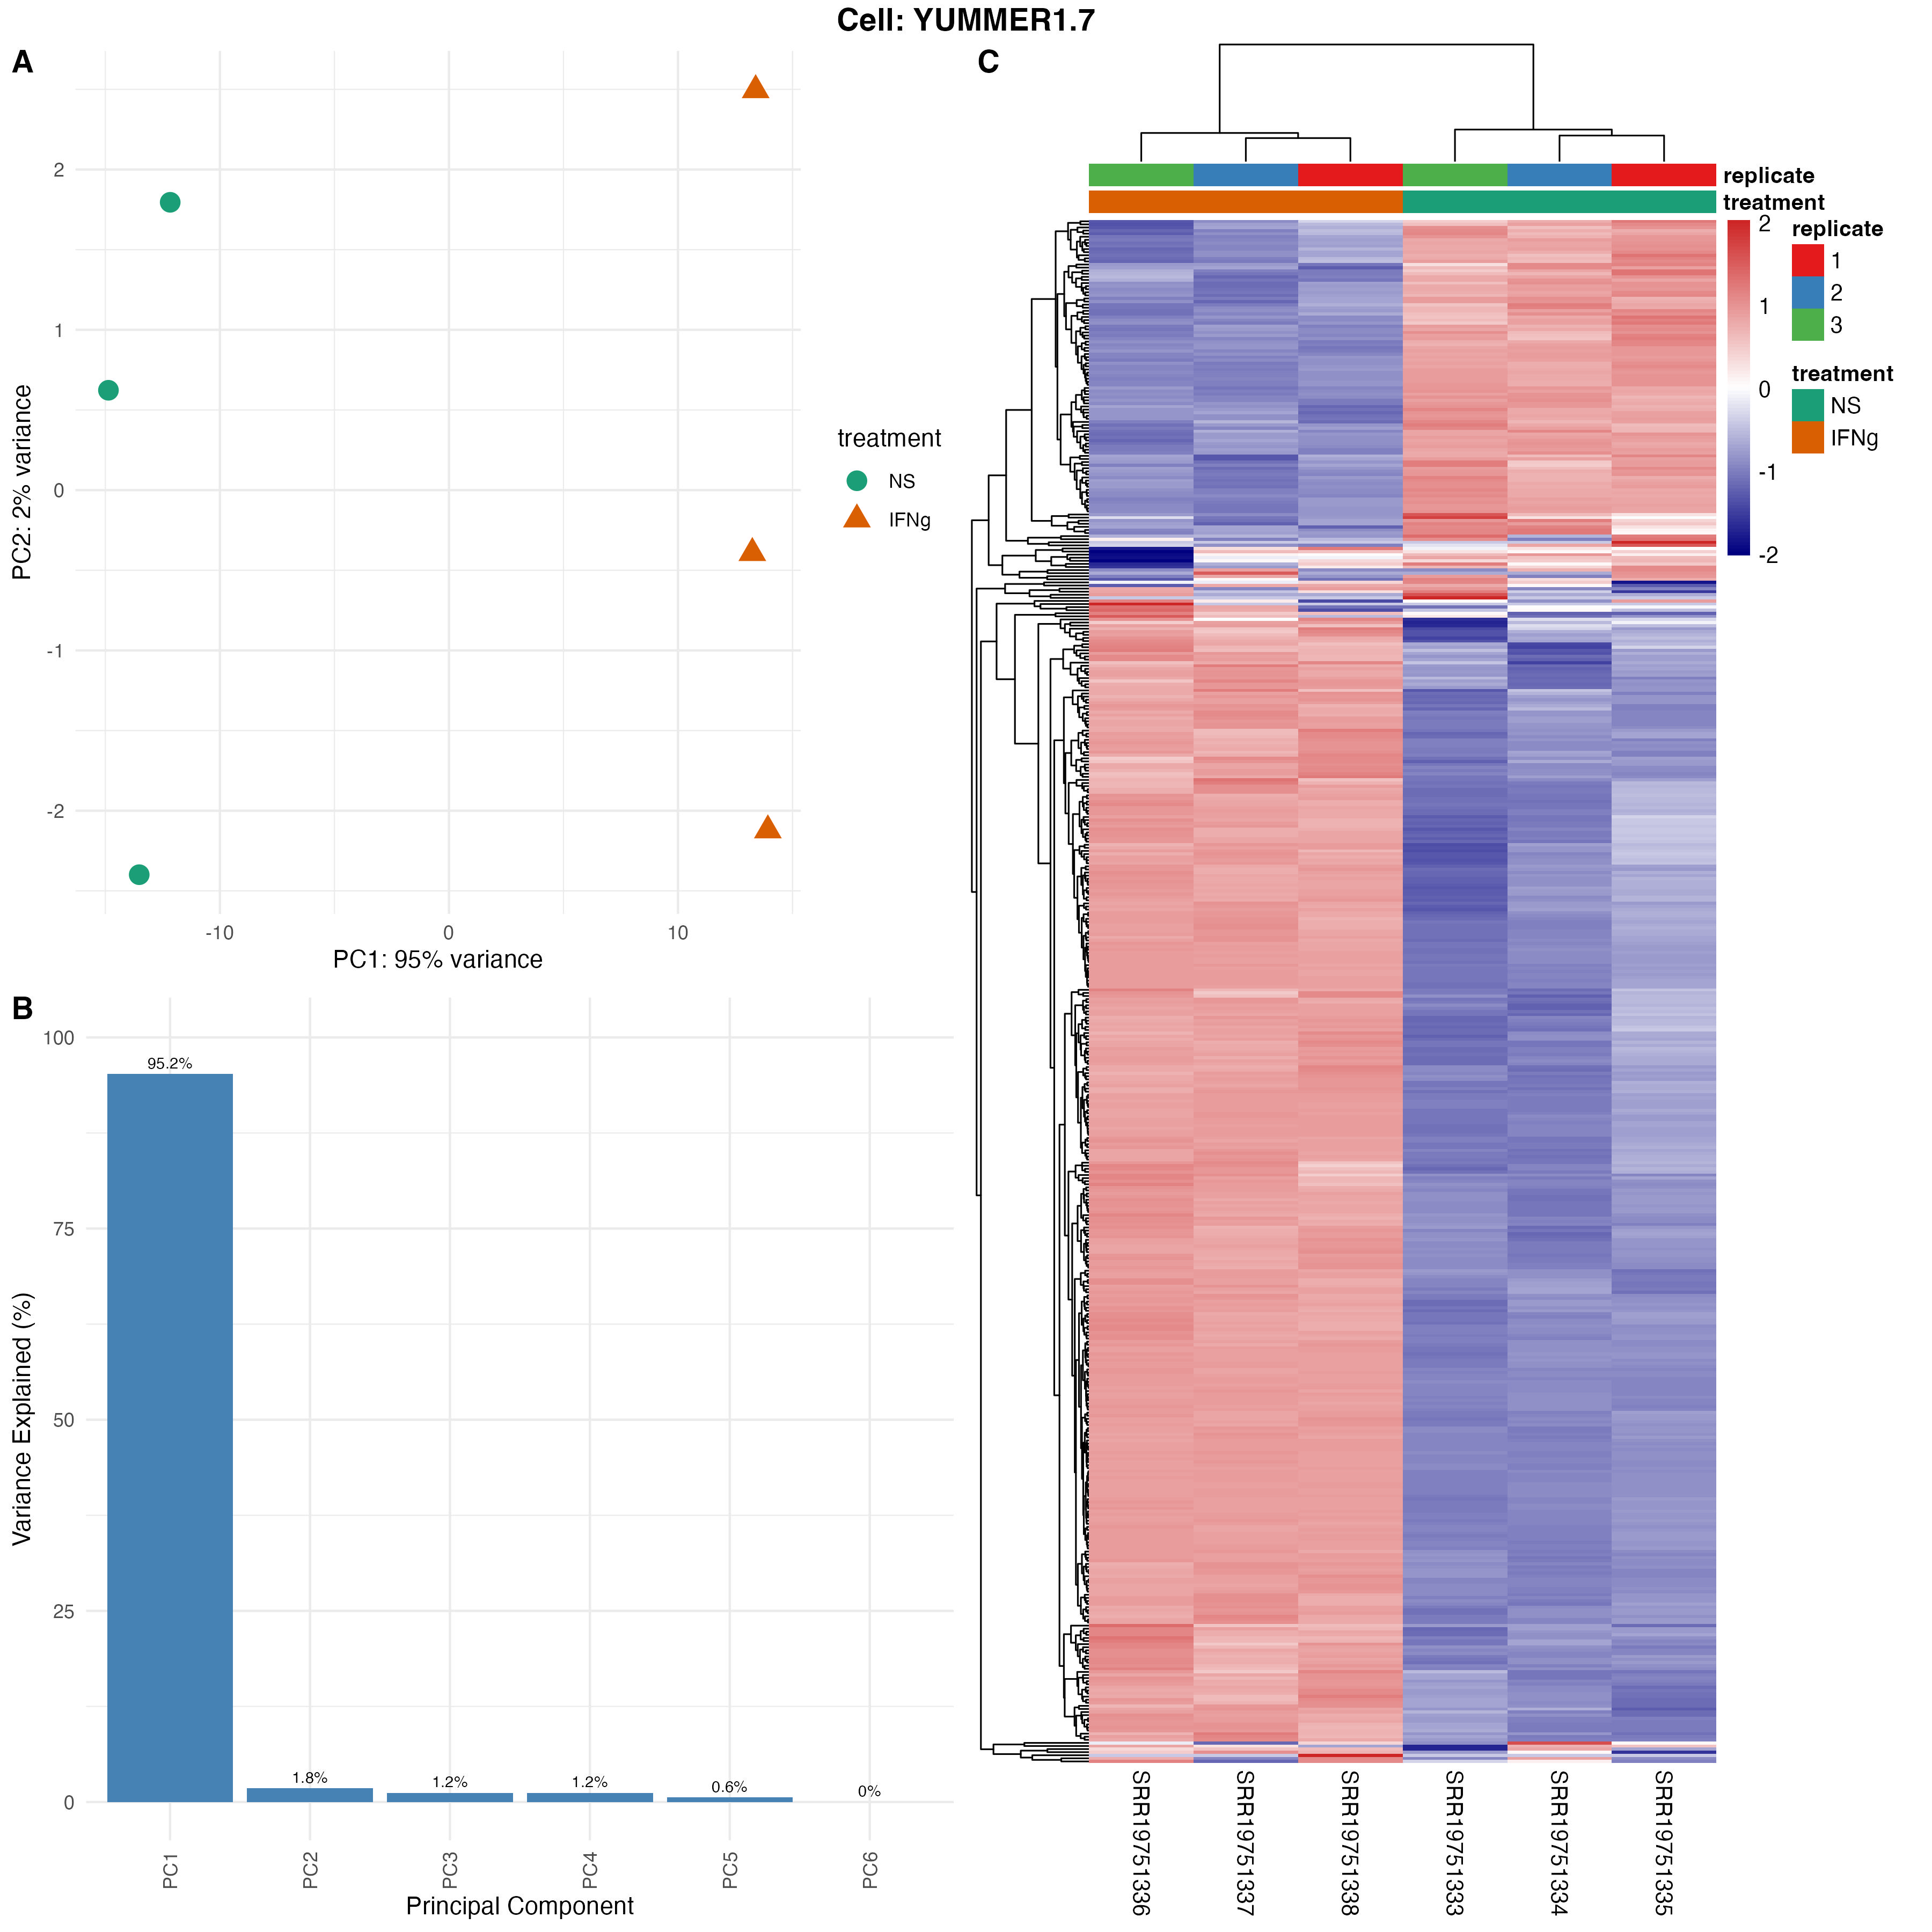 Cell: YUMMER1.7
A
2
1
0
-1
-2
PC2: 2% variance
-10
0
10
PC1: 95% variance
treatment
NS
IFNg
B
100
75
50
25
0
Variance Explained (%)
95.2%
1.8%
1.2%
1.2%
0.6%
0%
PC1
PC2
PC3
PC4
PC5
PC6
Principal Component
C
replicate
treatment
2
1
0
-1
-2
replicate
1
2
3
treatment
NS
IFNg
SRR19751336
SRR19751337
SRR19751338
SRR19751333
SRR19751334
SRR19751335